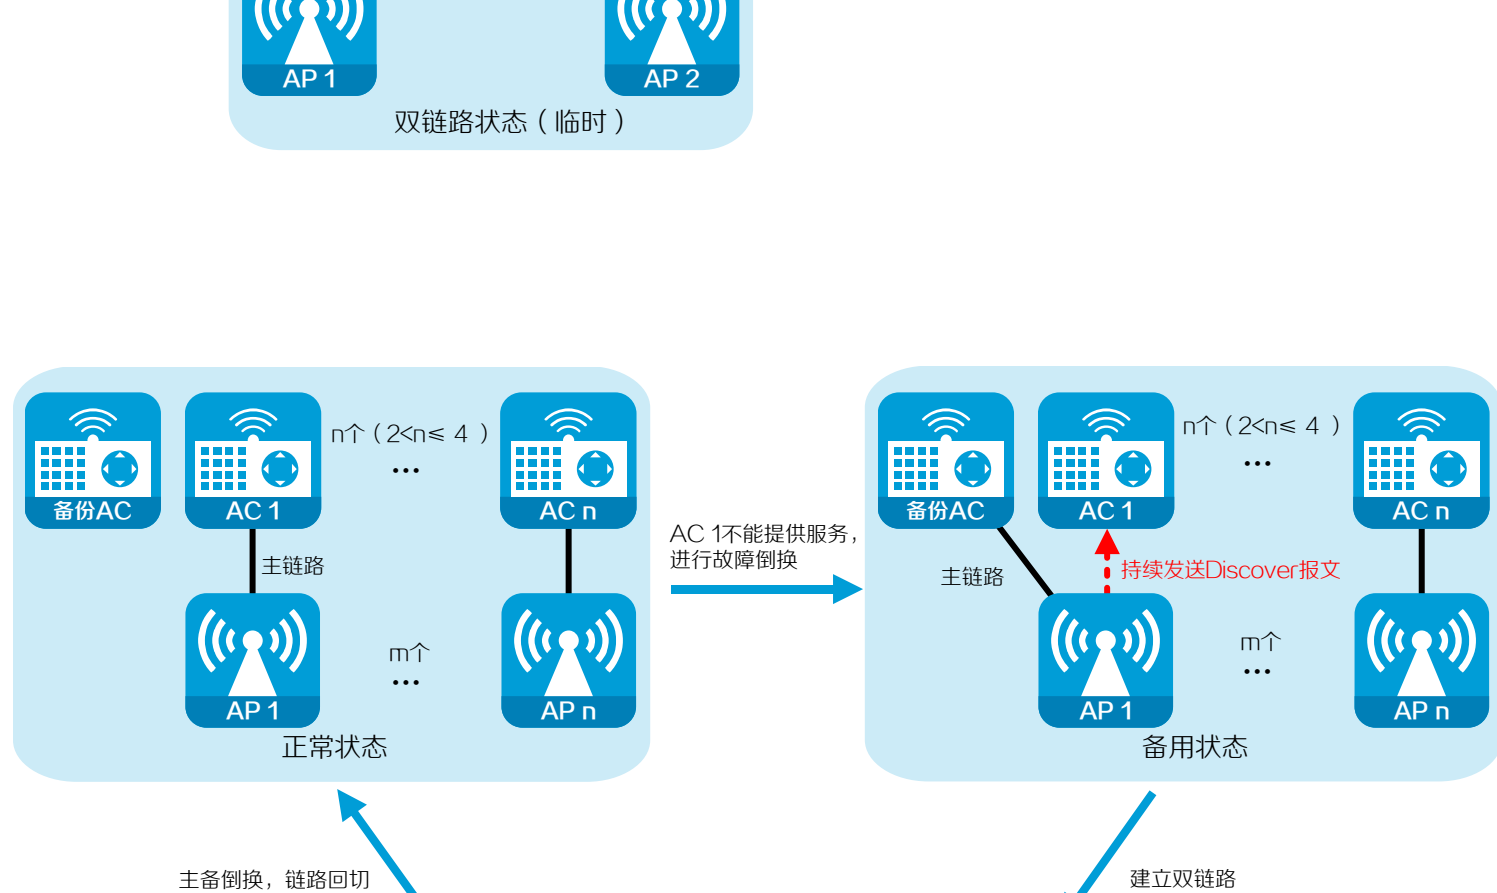 AP 1
AP 2
双链路状态（临时）
n个（2<n≤ 4 ）
...
备份AC
AC 1
AC n
主链路
m个
...
AP 1
AP n
正常状态
AC 1不能提供服务，
进行故障倒换
n个（2<n≤ 4 ）
...
备份AC
AC 1
AC n
主链路
持续发送Discover报文
m个
...
AP 1
AP n
备用状态
主备倒换，链路回切
建立双链路